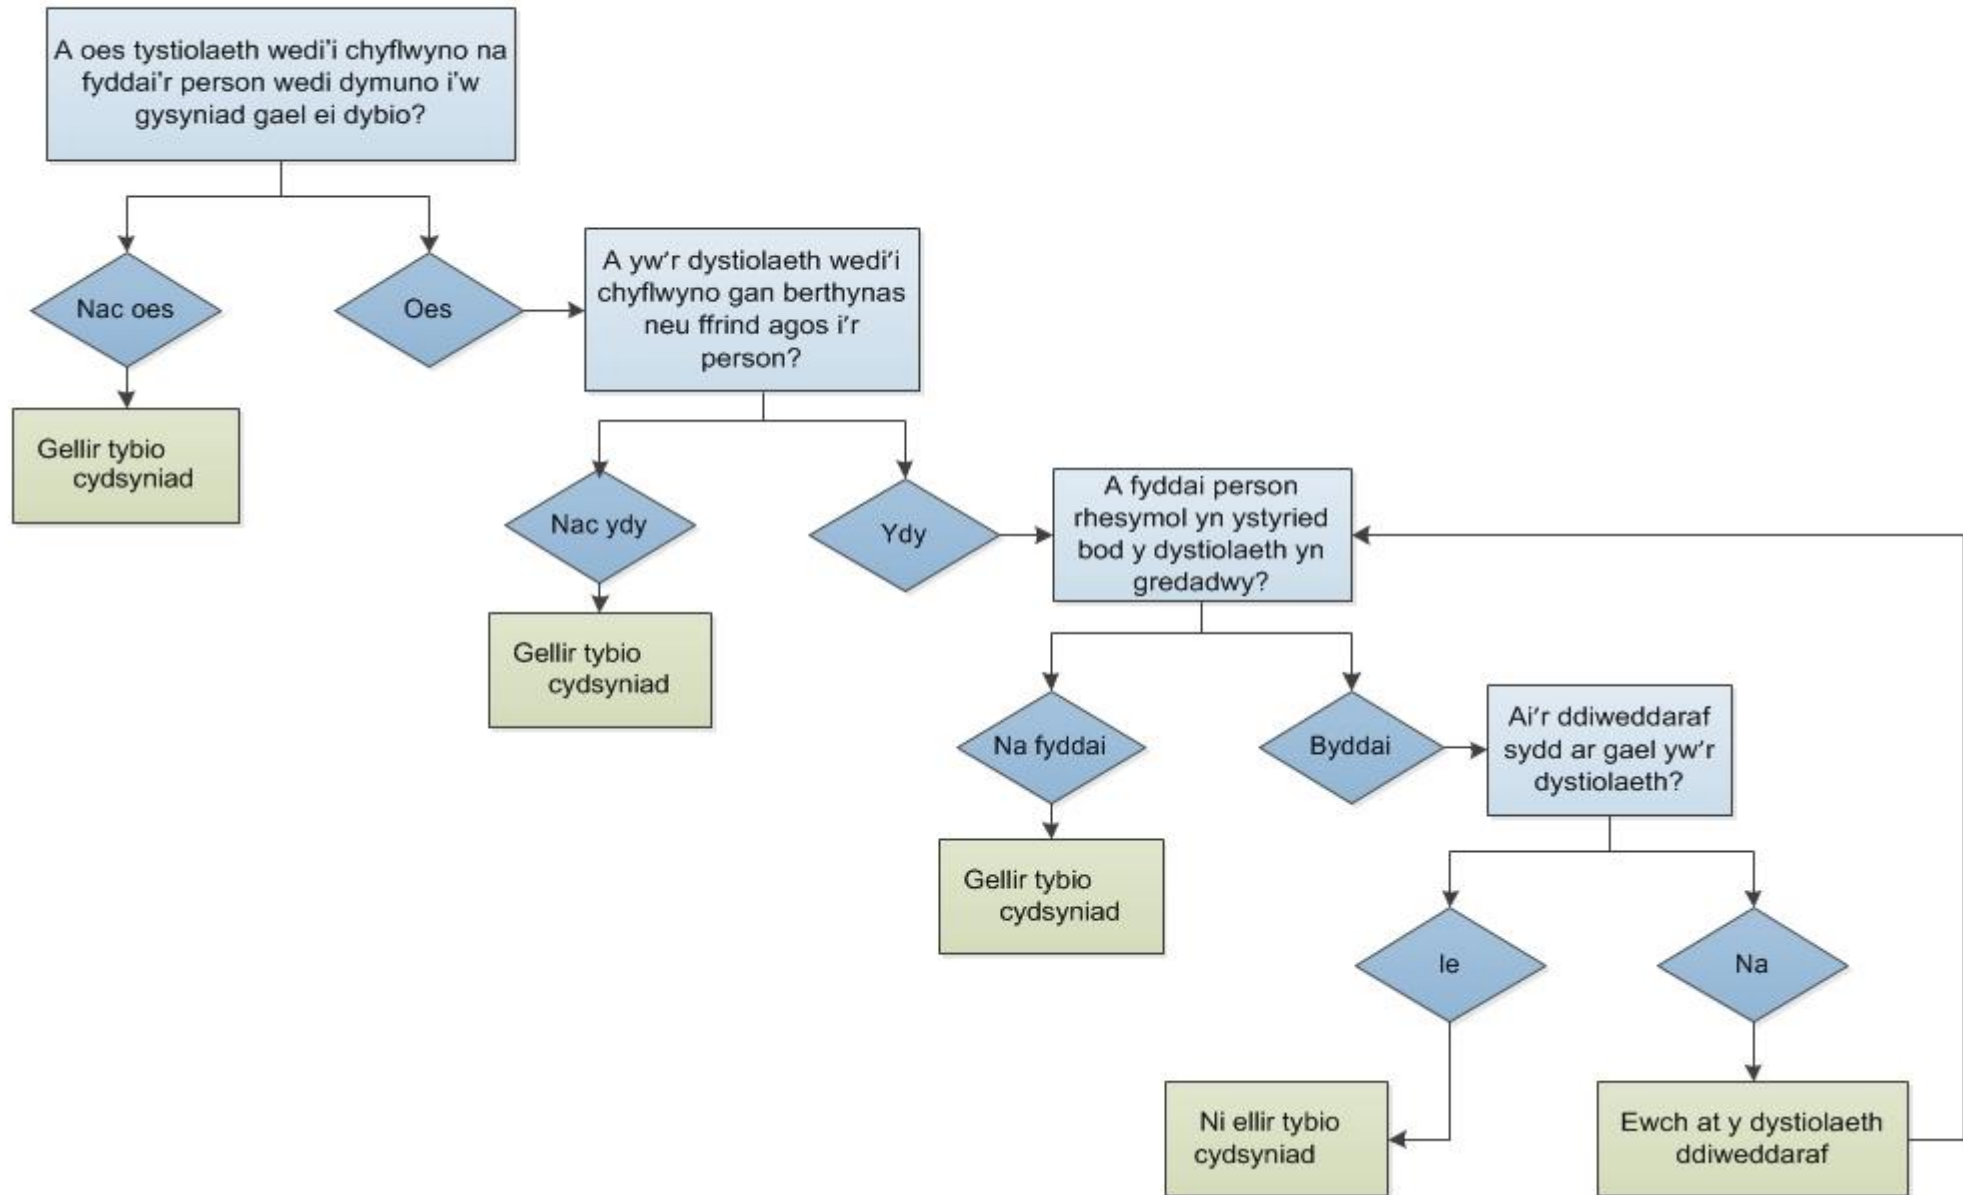 A oes tystiolaeth wedi'i chyflwyno na
fyddai'r person wedi dymuno i'w
gysyniad gael ei dybio?
Nac oes
Oes
A yw'r dystiolaeth wedi'i
chyflwyno gan berthynas
neu ffrind agos i'r
person?
Gellir tybio
cydsyniad
Nac ydy
Ydy
A fyddai person
rhesymol yn ystyried
bod y dystiolaeth yn
gredadwy?
Gellir tybio
cydsyniad
Na fyddai
Byddai
Ai'r ddiweddaraf
sydd ar gael yw'r
dystiolaeth?
Gellir tybio
cydsyniad
Ie
Na
Ni ellir tybio
cydsyniad
Ewch at y dystiolaeth
ddiweddaraf